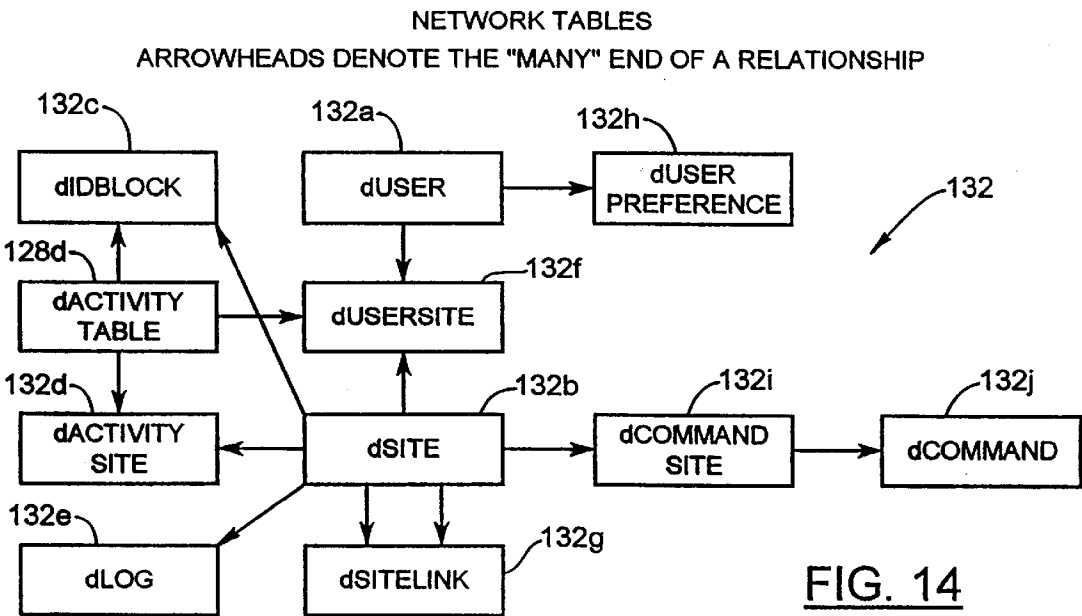 NETWORK TABLES
ARROWHEADS DENOTE THE "MANY" END OF A RELATIONSHIP
132c
132a
132h
dIDBLOCK
dUSER
dUSER
PREFERENCE
132
128d
132f
dACTIVITY
TABLE
dUSERSITE
132d
132b
132i
132j
dACTIVITY
SITE
dSITE
dCOMMAND
SITE
dCOMMAND
132e
132g
dLOG
dSITELINK
FIG. 14